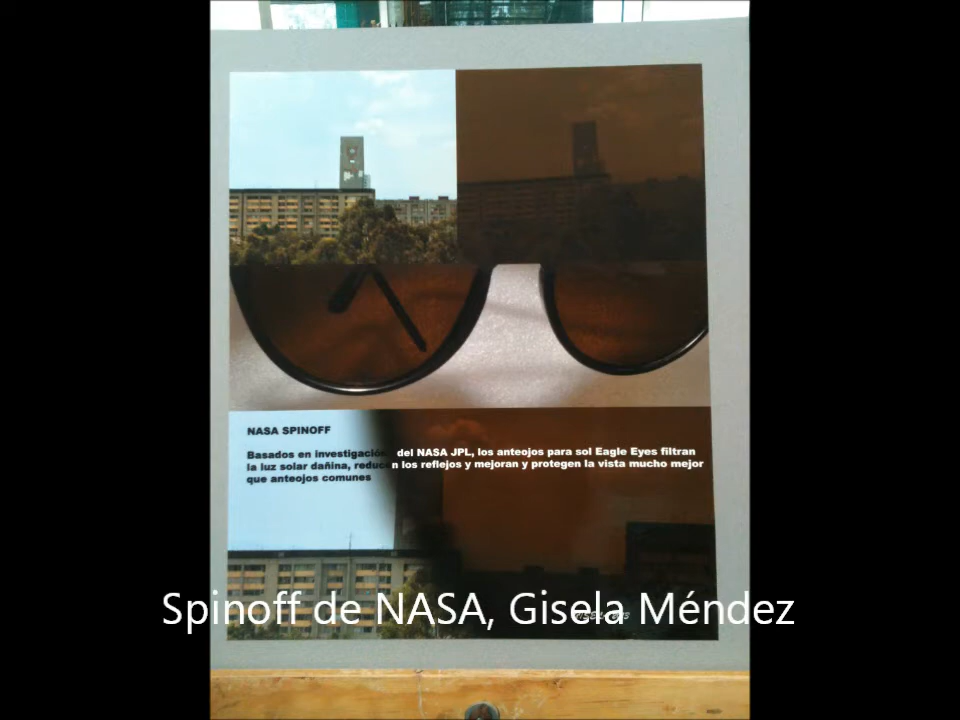 NASA SPINOFF
Basados en investigación del NASA JPL, los anteojos para sol Eagle Eyes filtran
la luz solar dañina, reducen los reflejos y mejoran y protegen la vista mucho mejor
que anteojos comunes
Spinoff de NASA, Gisela Méndez